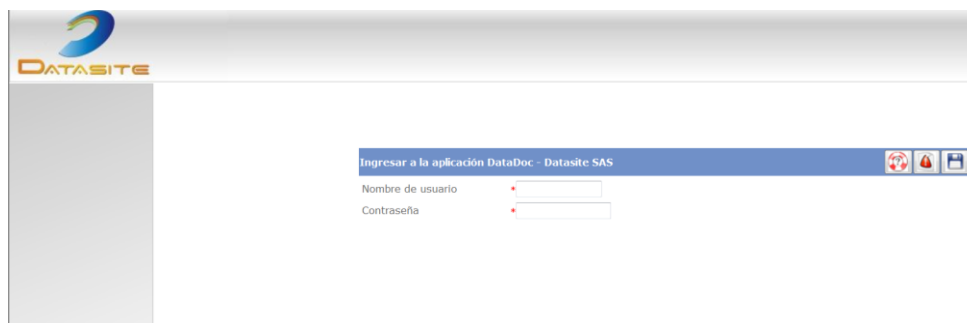 DATASITE
Ingresar a la aplicación DataDoc - Datasite SAS
Nombre de usuario *
Contraseña *